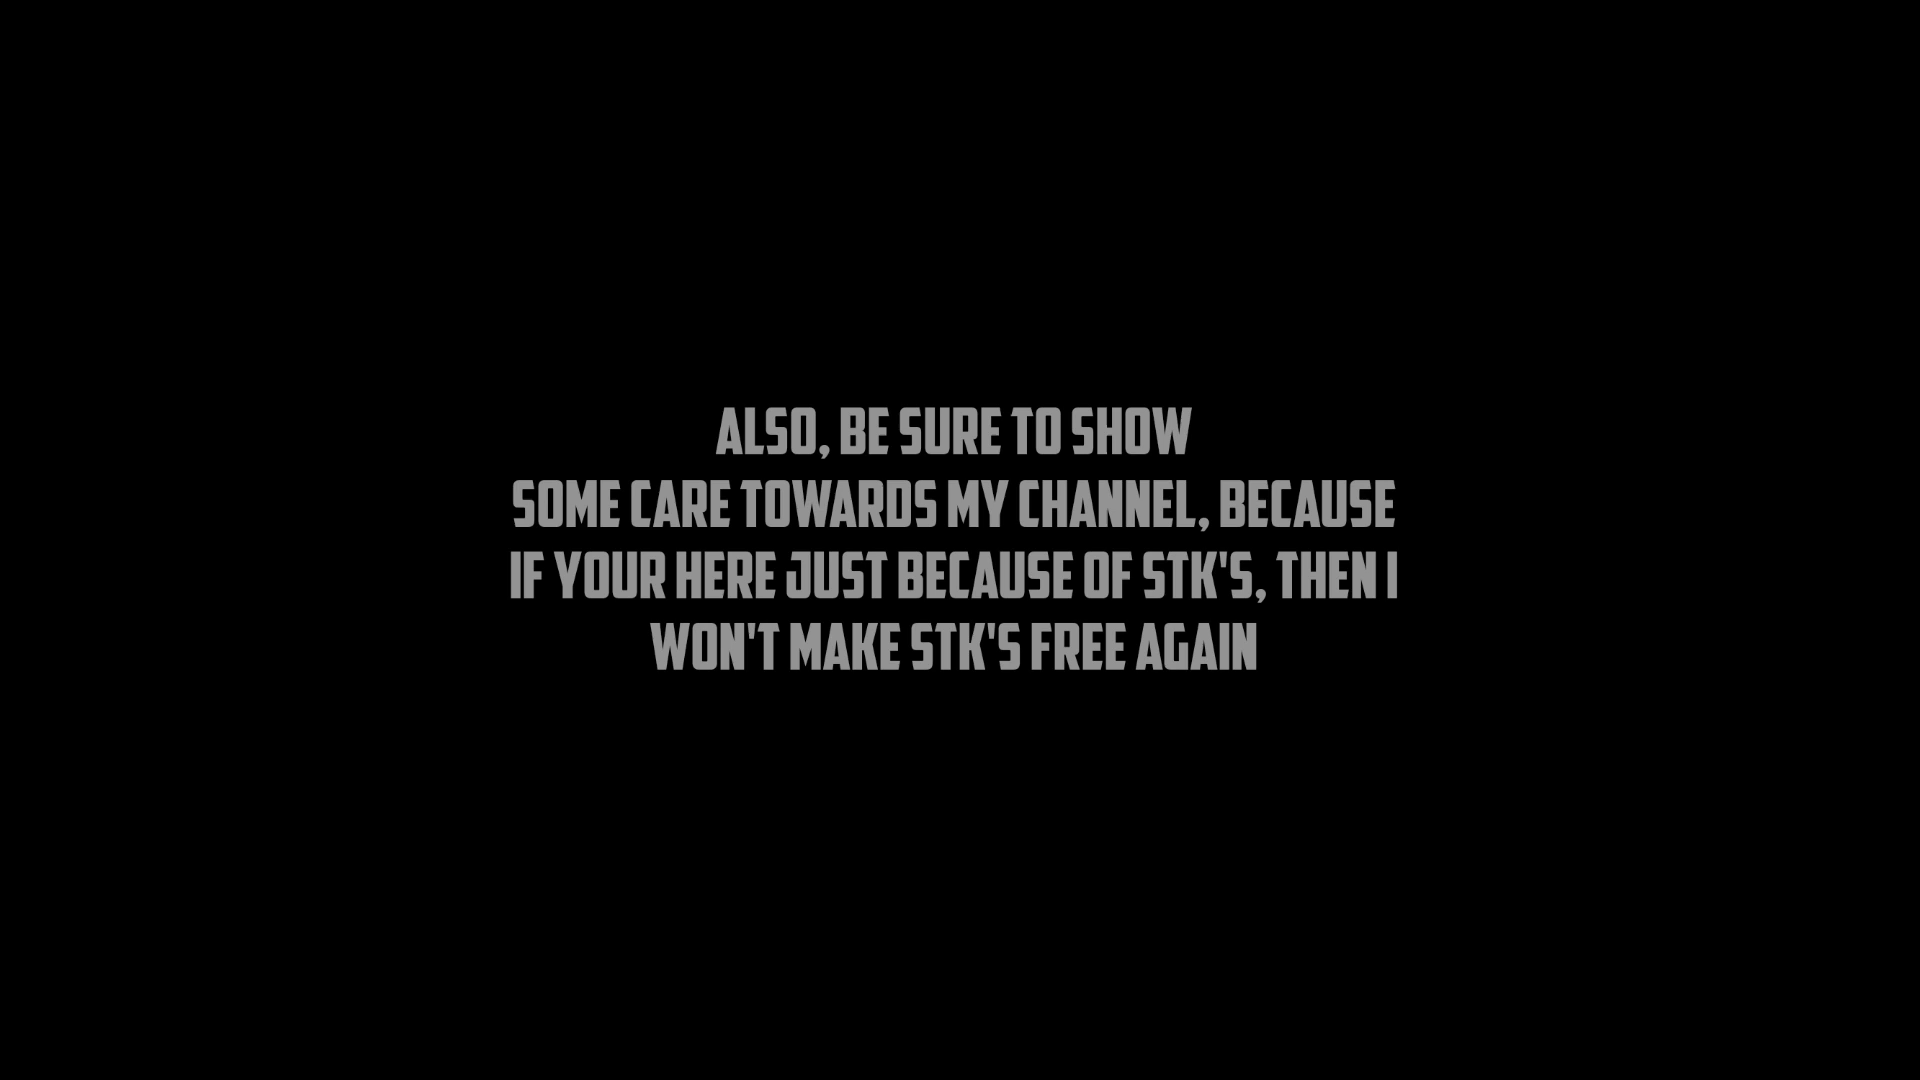 ALSO, BE SURE TO SHOW
SOME CARE TOWARDS MY CHANNEL, BECAUSE
IF YOUR HERE JUST BECAUSE OF STK'S, THEN I
WON'T MAKE STK'S FREE AGAIN